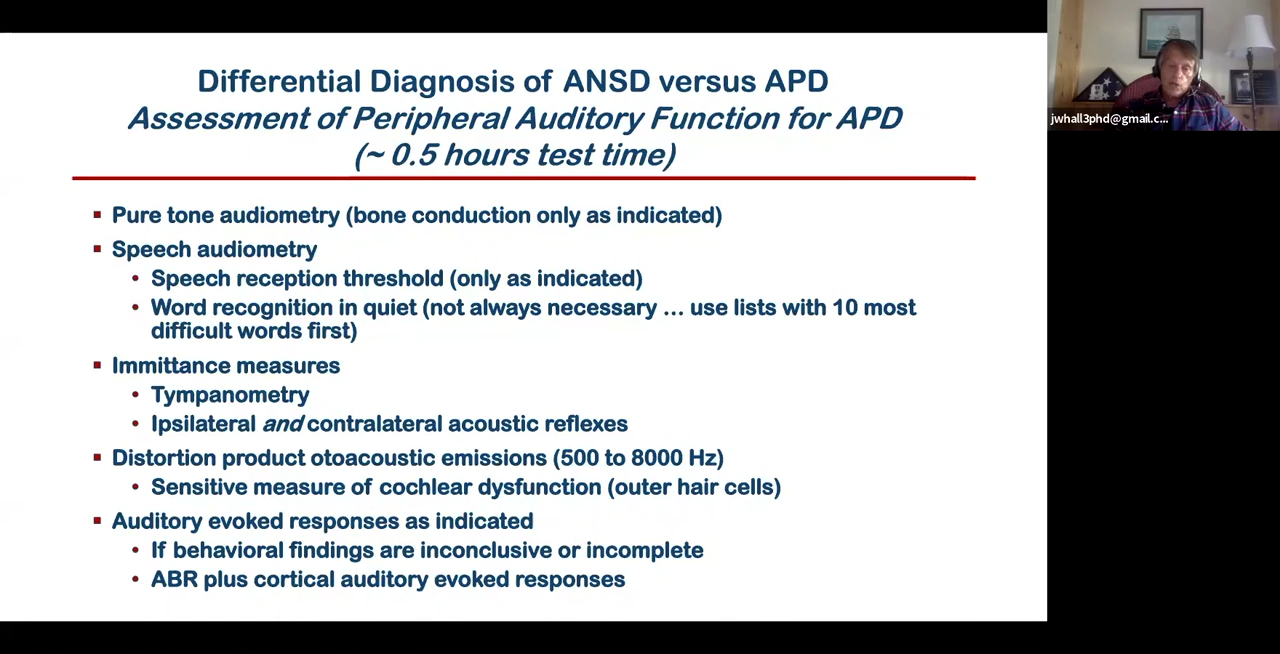 Differential Diagnosis of ANSD versus APD
Assessment of Peripheral Auditory Function for APD
(~ 0.5 hours test time)
▪ Pure tone audiometry (bone conduction only as indicated)
▪ Speech audiometry
• Speech reception threshold (only as indicated)
• Word recognition in quiet (not always necessary … use lists with 10 most
difficult words first)
▪ Immittance measures
• Tympanometry
• Ipsilateral and contralateral acoustic reflexes
▪ Distortion product otoacoustic emissions (500 to 8000 Hz)
• Sensitive measure of cochlear dysfunction (outer hair cells)
▪ Auditory evoked responses as indicated
• If behavioral findings are inconclusive or incomplete
• ABR plus cortical auditory evoked responses
jwhall3phd@gmail.c...